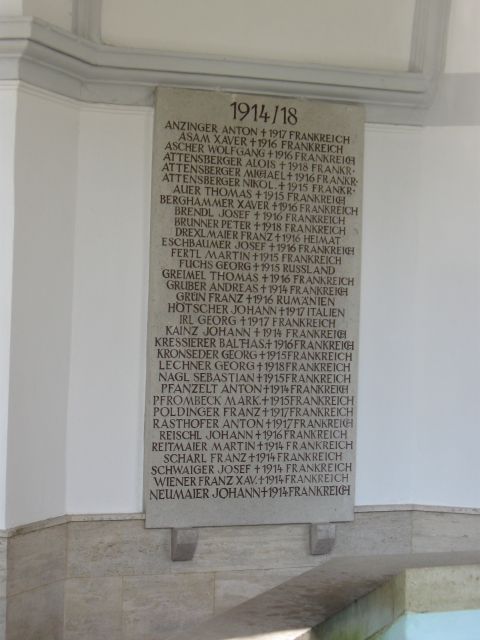 1914/18
ANZINGER ANTON + 1917 FRANKREICH
ASAM XAVER + 1916 FRANKREICH
ASCHER WOLFGANG + 1916 FRANKREICH
ATTENSBERGER ALOIS + 1918 FRANKR.
ATTENSBERGER MICHAEL + 1916 FRANKR.
ATTENSBERGER NIKOL. + 1915 FRANKR.
AUER THOMAS + 1915 FRANKREICH
BERGHAMMER XAVER + 1916 FRANKREICH
BRENDL JOSEF + 1916 FRANKREICH
BRUNNER PETER + 1918 FRANKREICH
DREXLMAIER FRANZ + 1916 HEIMAT
ESCHBAUMER JOSEF + 1916 FRANKREICH
FERTL MARTIN + 1915 FRANKREICH
FUCHS GEORG + 1915 RUSSLAND
GREIMEL THOMAS + 1916 FRANKREICH
GRUBER ANDREAS + 1914 FRANKREICH
GRÜN FRANZ + 1916 RUMÄNIEN
HÖTSCHER JOHANN + 1917 ITALIEN
IRL GEORG + 1917 FRANKREICH
KAINZ JOHANN + 1914 FRANKREICH
KRESSIERER BALTHAS. + 1916 FRANKREICH
KRONSEDER GEORG + 1915 FRANKREICH
LECHNER GEORG + 1918 FRANKREICH
NAGL SEBASTIAN + 1915 FRANKREICH
PFANZELT ANTON + 1914 FRANKREICH
PFROMBECK MARK. + 1915 FRANKREICH
POLDINGER FRANZ + 1917 FRANKREICH
RASTHOFER ANTON + 1917 FRANKREICH
REISCHL JOHANN + 1916 FRANKREICH
REITMAIER MARTIN + 1914 FRANKREICH
SCHARL FRANZ + 1914 FRANKREICH
SCHWAIGER JOSEF + 1914 FRANKREICH
WIENER FRANZ XAV. + 1914 FRANKREICH
NEUMAIER JOHANN + 1914 FRANKREICH